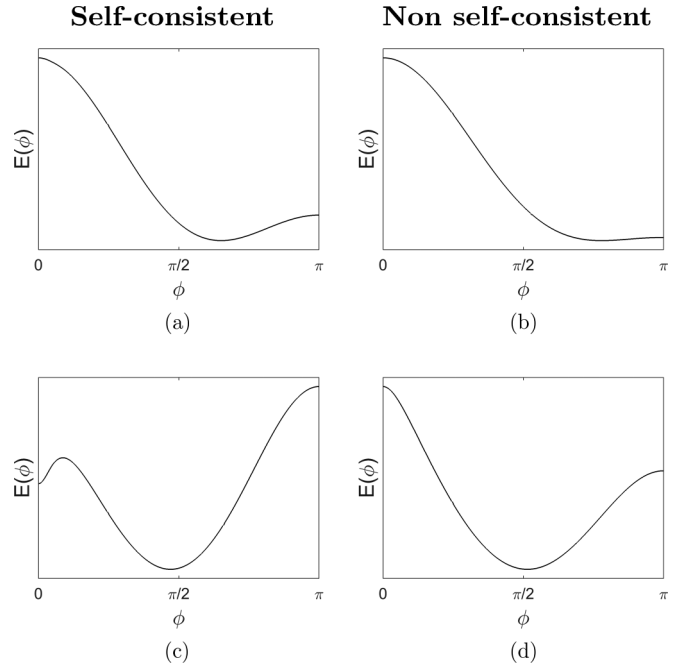 Self-consistent Non self-consistent
E(ϕ) E(ϕ)
0 π/2 π 0 π/2 π
ϕ ϕ
(a) (b)
E(ϕ) E(ϕ)
0 π/2 π 0 π/2 π
ϕ ϕ
(c) (d)